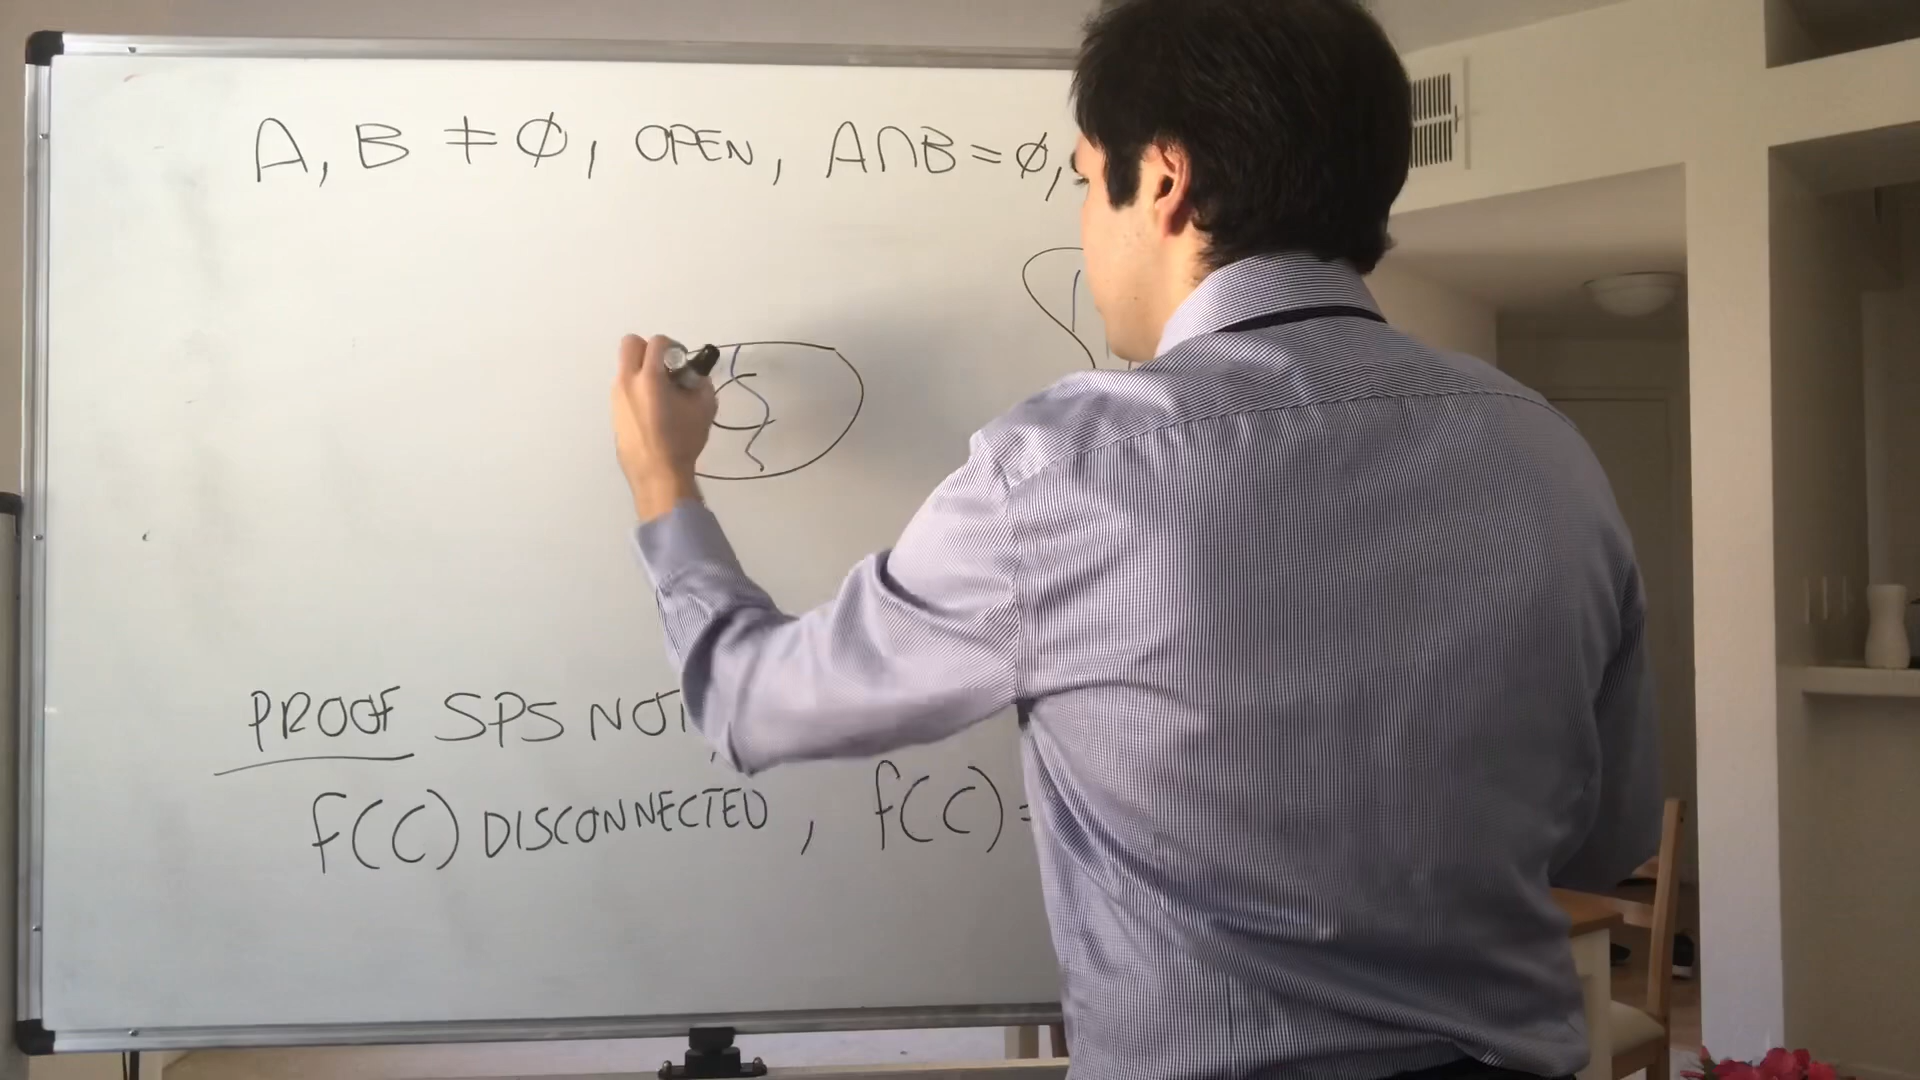 A, B ≠ ∅, OPEN, A∩B = ∅,
C
PROOF SPS NOT,
f(C) DISCONNECTED, f(C) =